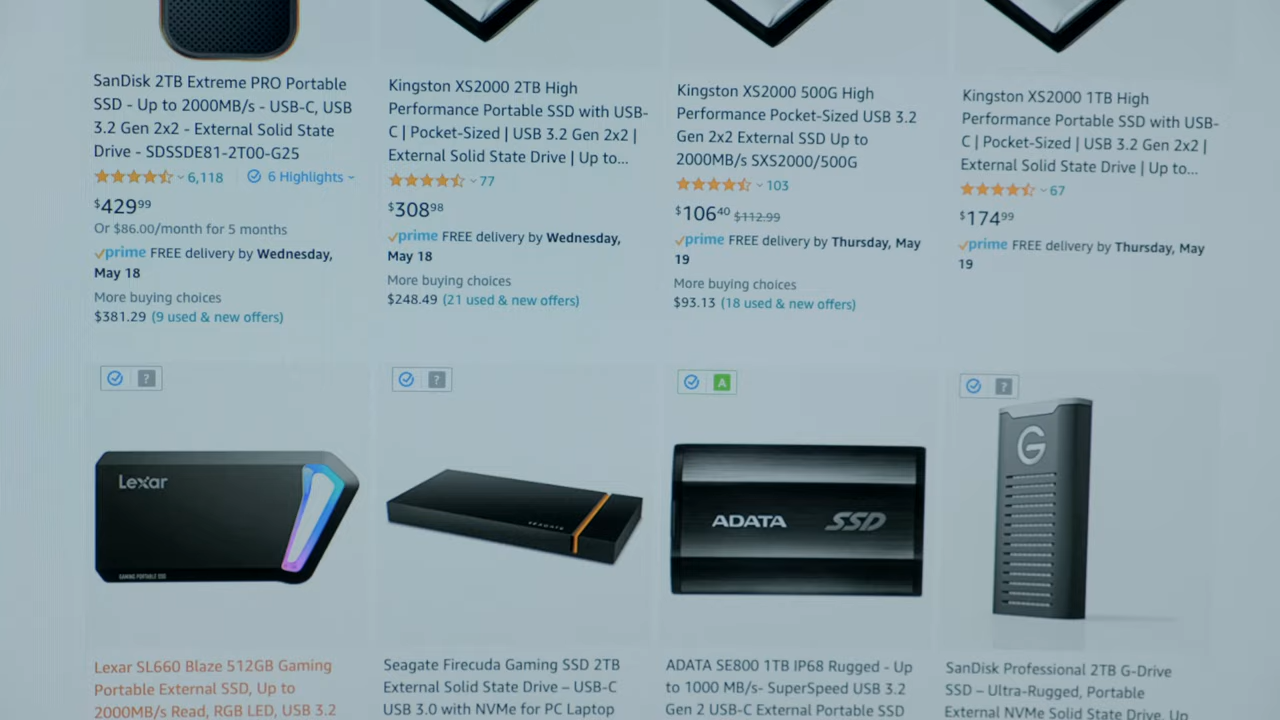 SanDisk 2TB Extreme PRO Portable
SSD - Up to 2000MB/s - USB-C, USB
3.2 Gen 2x2 - External Solid State
Drive - SDSSDE81-2T00-G25
6,118 6 Highlights
$429⁹⁹
Or $86.00/month for 5 months
prime FREE delivery by Wednesday,
May 18
More buying choices
$381.29 (9 used & new offers)
Kingston XS2000 2TB High
Performance Portable SSD with USB-
C | Pocket-Sized | USB 3.2 Gen 2x2 |
External Solid State Drive | Up to...
77
$308⁹⁸
prime FREE delivery by Wednesday,
May 18
More buying choices
$248.49 (21 used & new offers)
Kingston XS2000 500G High
Performance Pocket-Sized USB 3.2
Gen 2x2 External SSD Up to
2000MB/s SXS2000/500G
103
$106⁴⁰ $112.99
prime FREE delivery by Thursday, May
19
More buying choices
$93.13 (18 used & new offers)
Kingston XS2000 1TB High
Performance Portable SSD with USB-
C | Pocket-Sized | USB 3.2 Gen 2x2 |
External Solid State Drive | Up to...
67
$174⁹⁹
prime FREE delivery by Thursday, May
19
?
Lexar
GAMING PORTABLE SSD
Lexar SL660 Blaze 512GB Gaming
Portable External SSD, Up to
2000MB/s Read, RGB LED, USB 3.2
?
SEAGATE
Seagate Firecuda Gaming SSD 2TB
External Solid State Drive – USB-C
USB 3.0 with NVMe for PC Laptop
A
ADATA SSD
ADATA SE800 1TB IP68 Rugged - Up
to 1000 MB/s- SuperSpeed USB 3.2
Gen 2 USB-C External Portable SSD
?
G
SanDisk Professional 2TB G-Drive
SSD – Ultra-Rugged, Portable
External NVMe Solid State Drive, Up